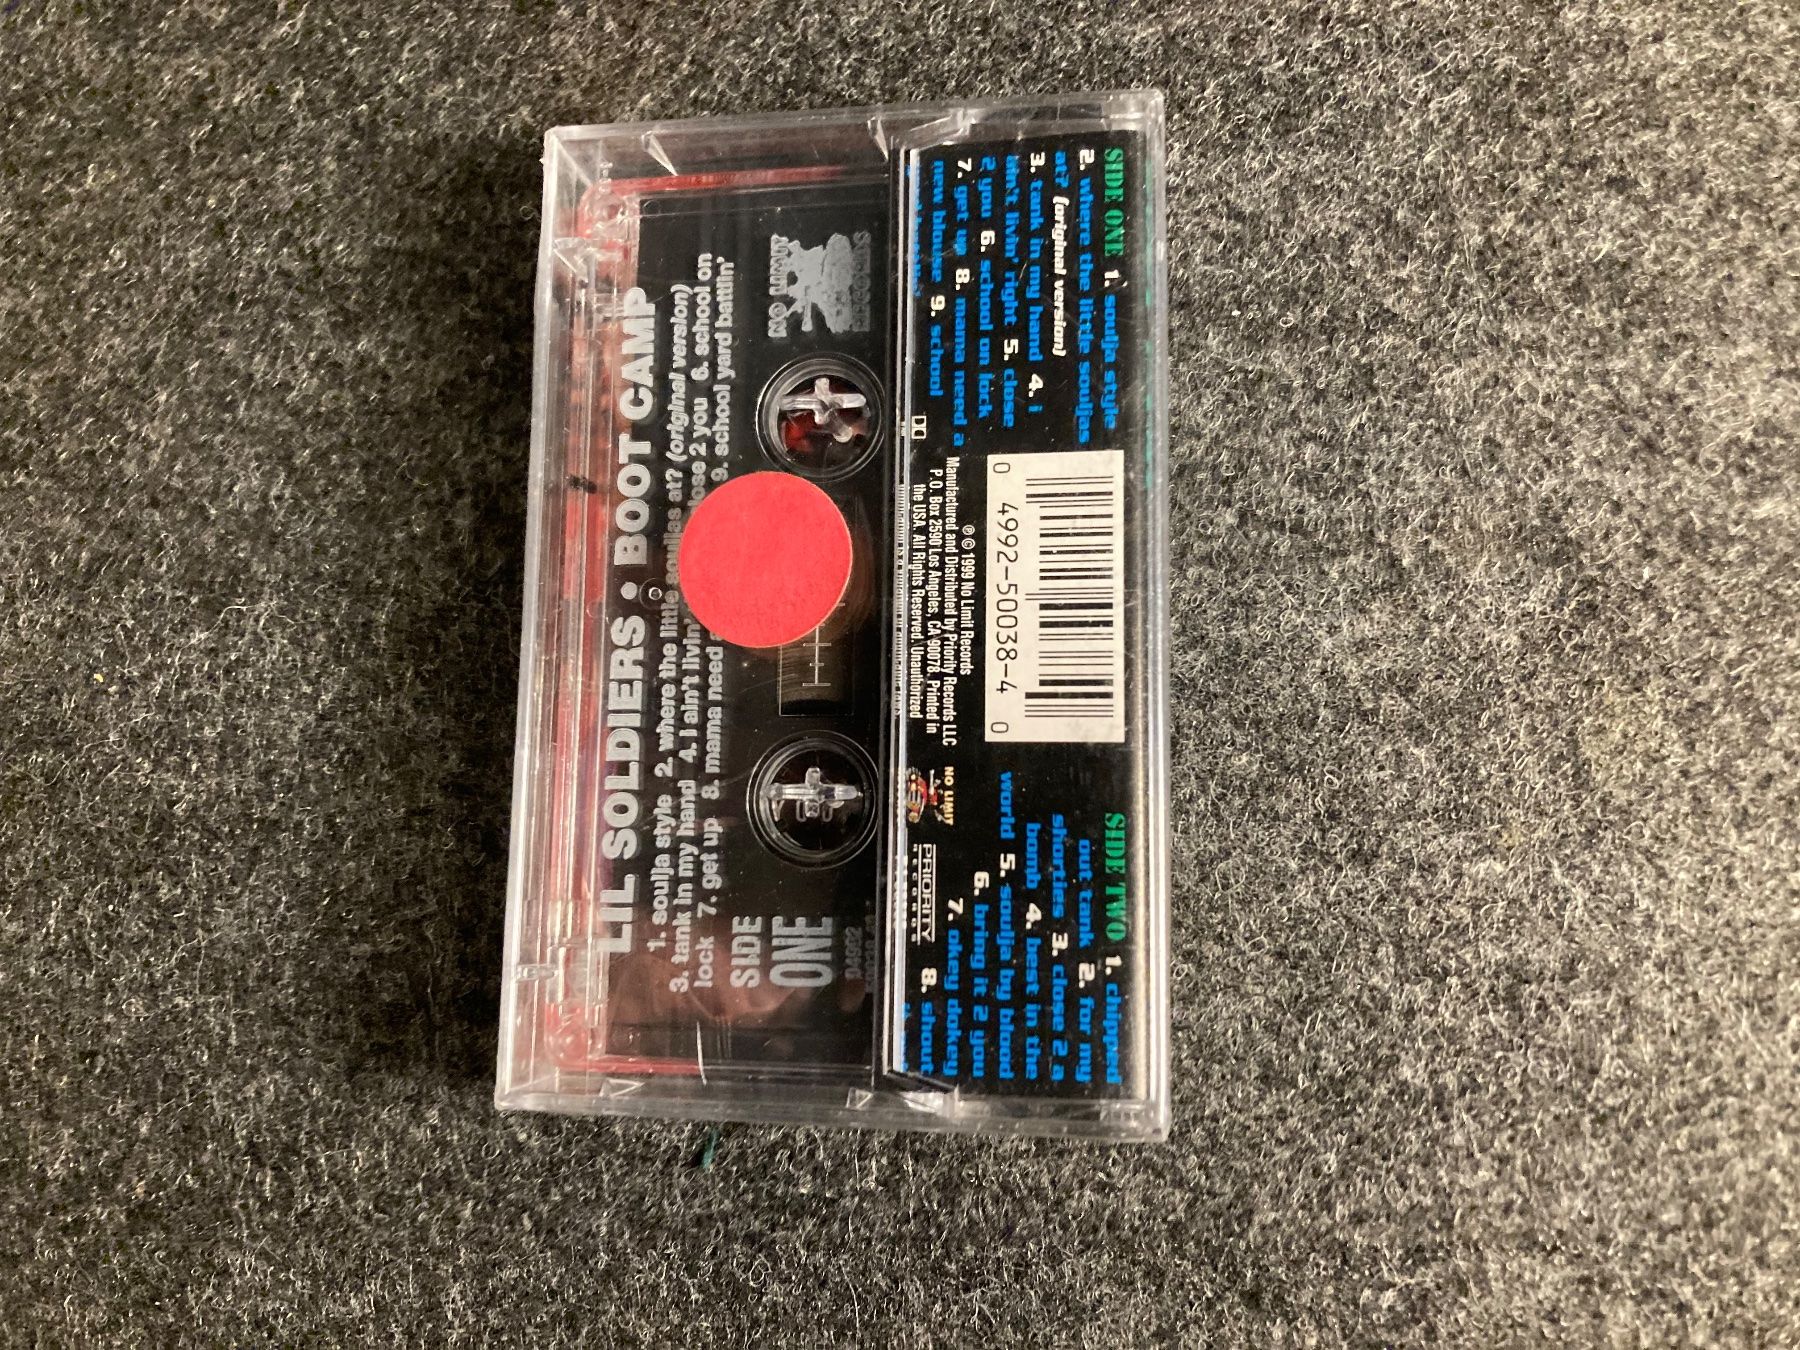 SIDE ONE 1. soulja style
2. where the little souljas
at? (original version)
3. tank in my hand 4. i
ain't livin' right 5. close
2 you 6. school on lock
7. get up 8. mama need a
new blouse 9. school
0 4992-50038-4 0
℗ © 1999 No Limit Records
Manufactured and Distributed by Priority Records LLC
P.O. Box 2590 Los Angeles, CA 90078. Printed in
the USA. All Rights Reserved. Unauthorized
NO LIMIT
PRIORITY
RECORDS
SIDE TWO 1. chipped
out tank 2. for my
shorties 3. close 2 a
bomb 4. best in the
world 5. soulja by blood
6. bring it 2 you
7. okey dokey
8. shout
LIL SOLDIERS • BOOT CAMP
1. soulja style 2. where the little souljas at? (original version)
3. tank in my hand 4. I ain't livin' close 2 you 6. school on
lock 7. get up 8. mama need 9. school yard battlin'
SIDE
ONE
NO LIMIT
RECORDS